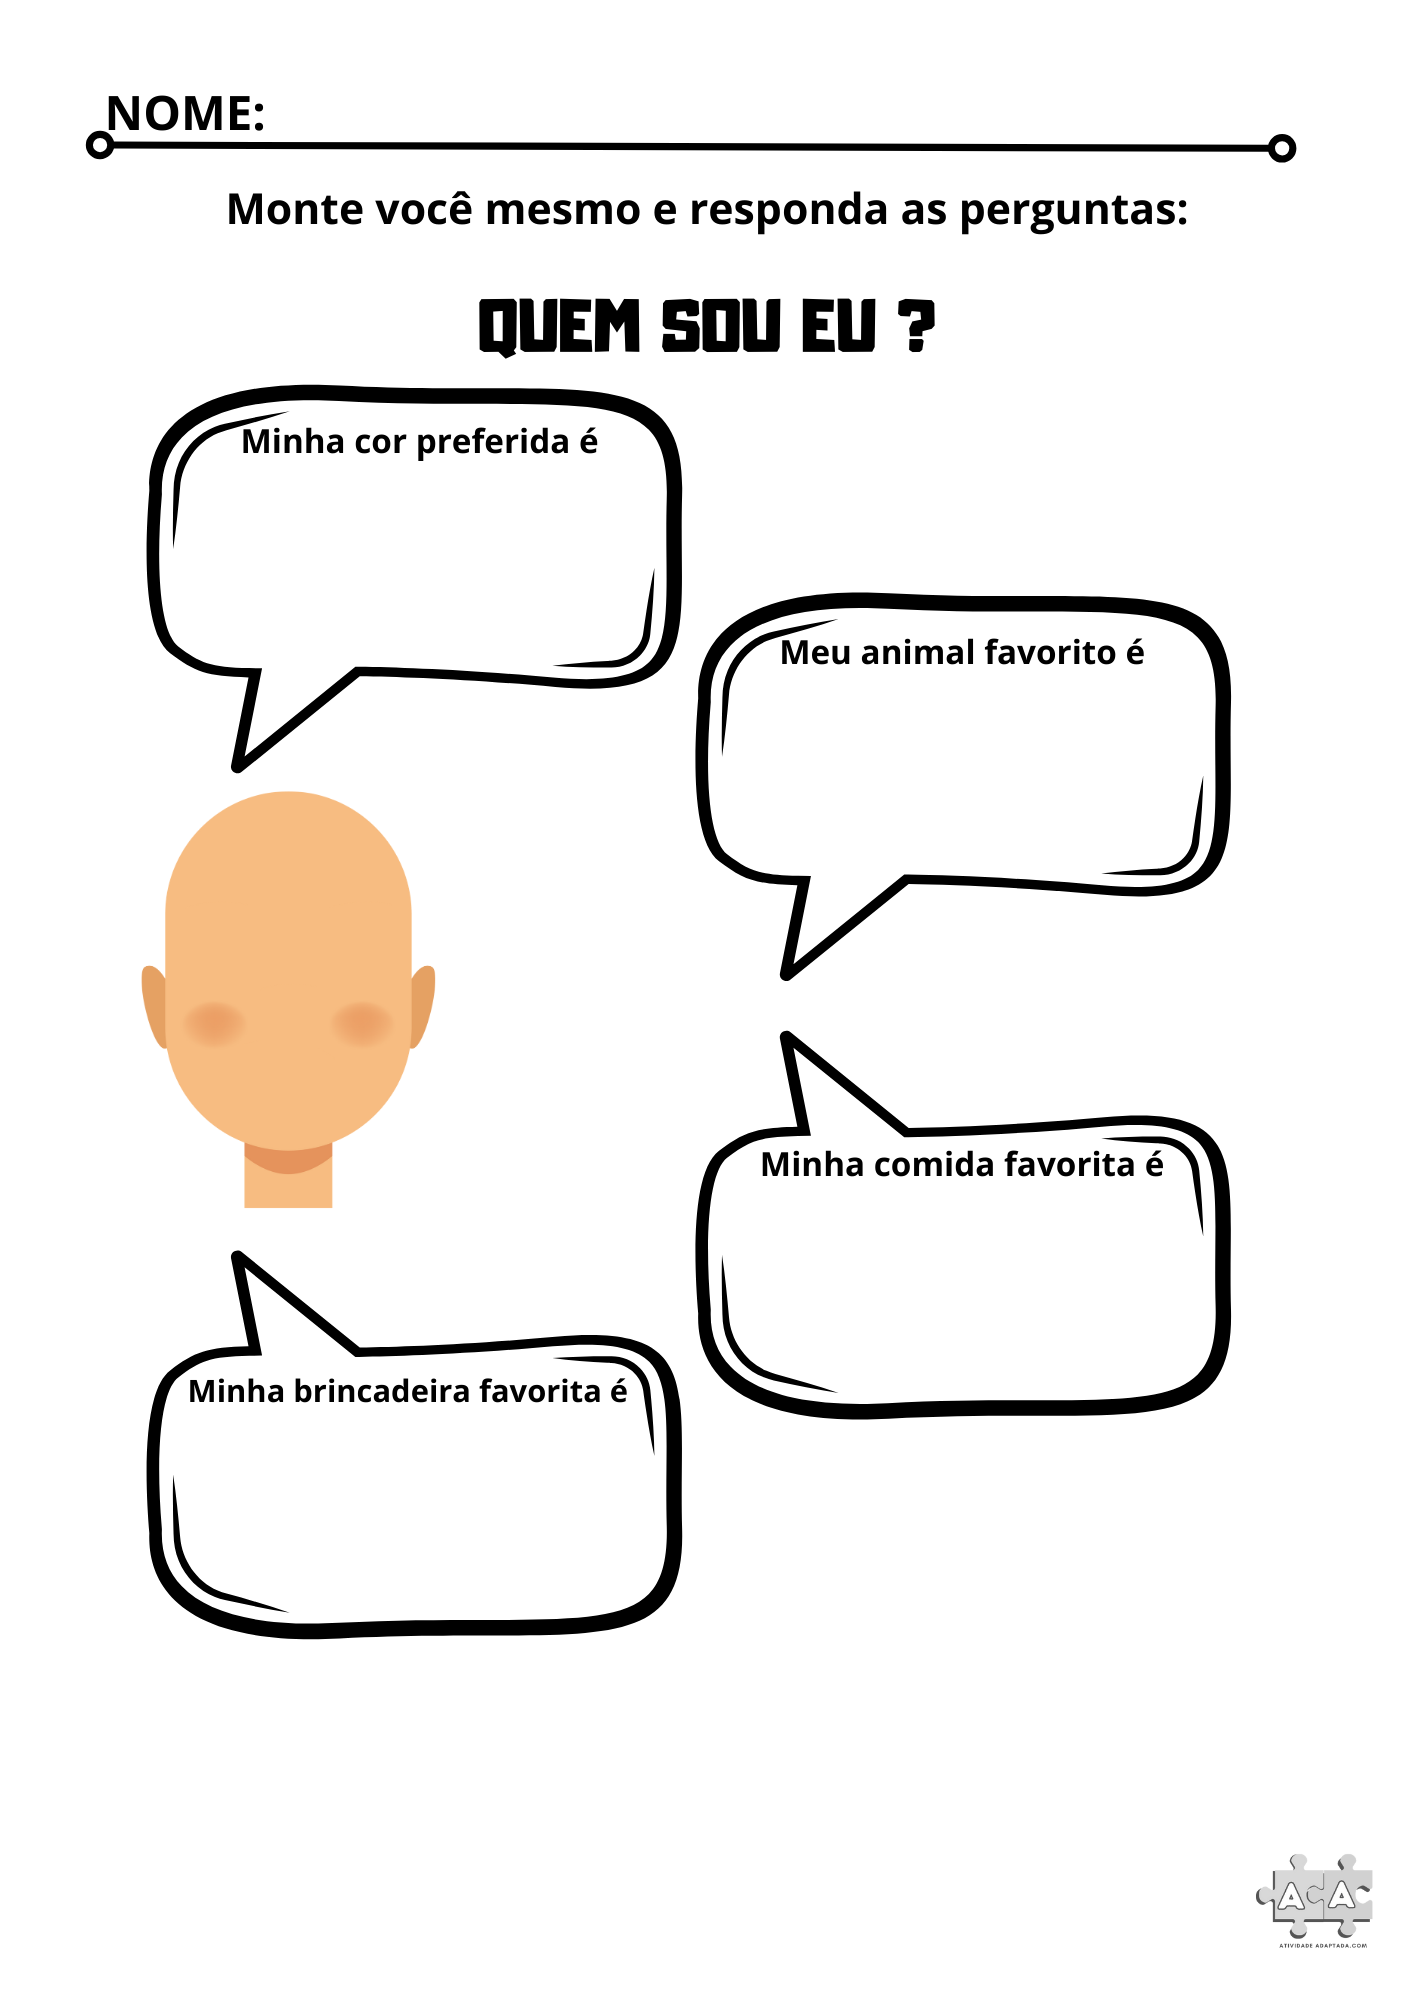 NOME:
Monte você mesmo e responda as perguntas:
QUEM SOU EU ?
Minha cor preferida é
Meu animal favorito é
Minha comida favorita é
Minha brincadeira favorita é
A A
ATIVIDADE ADAPTADA.COM